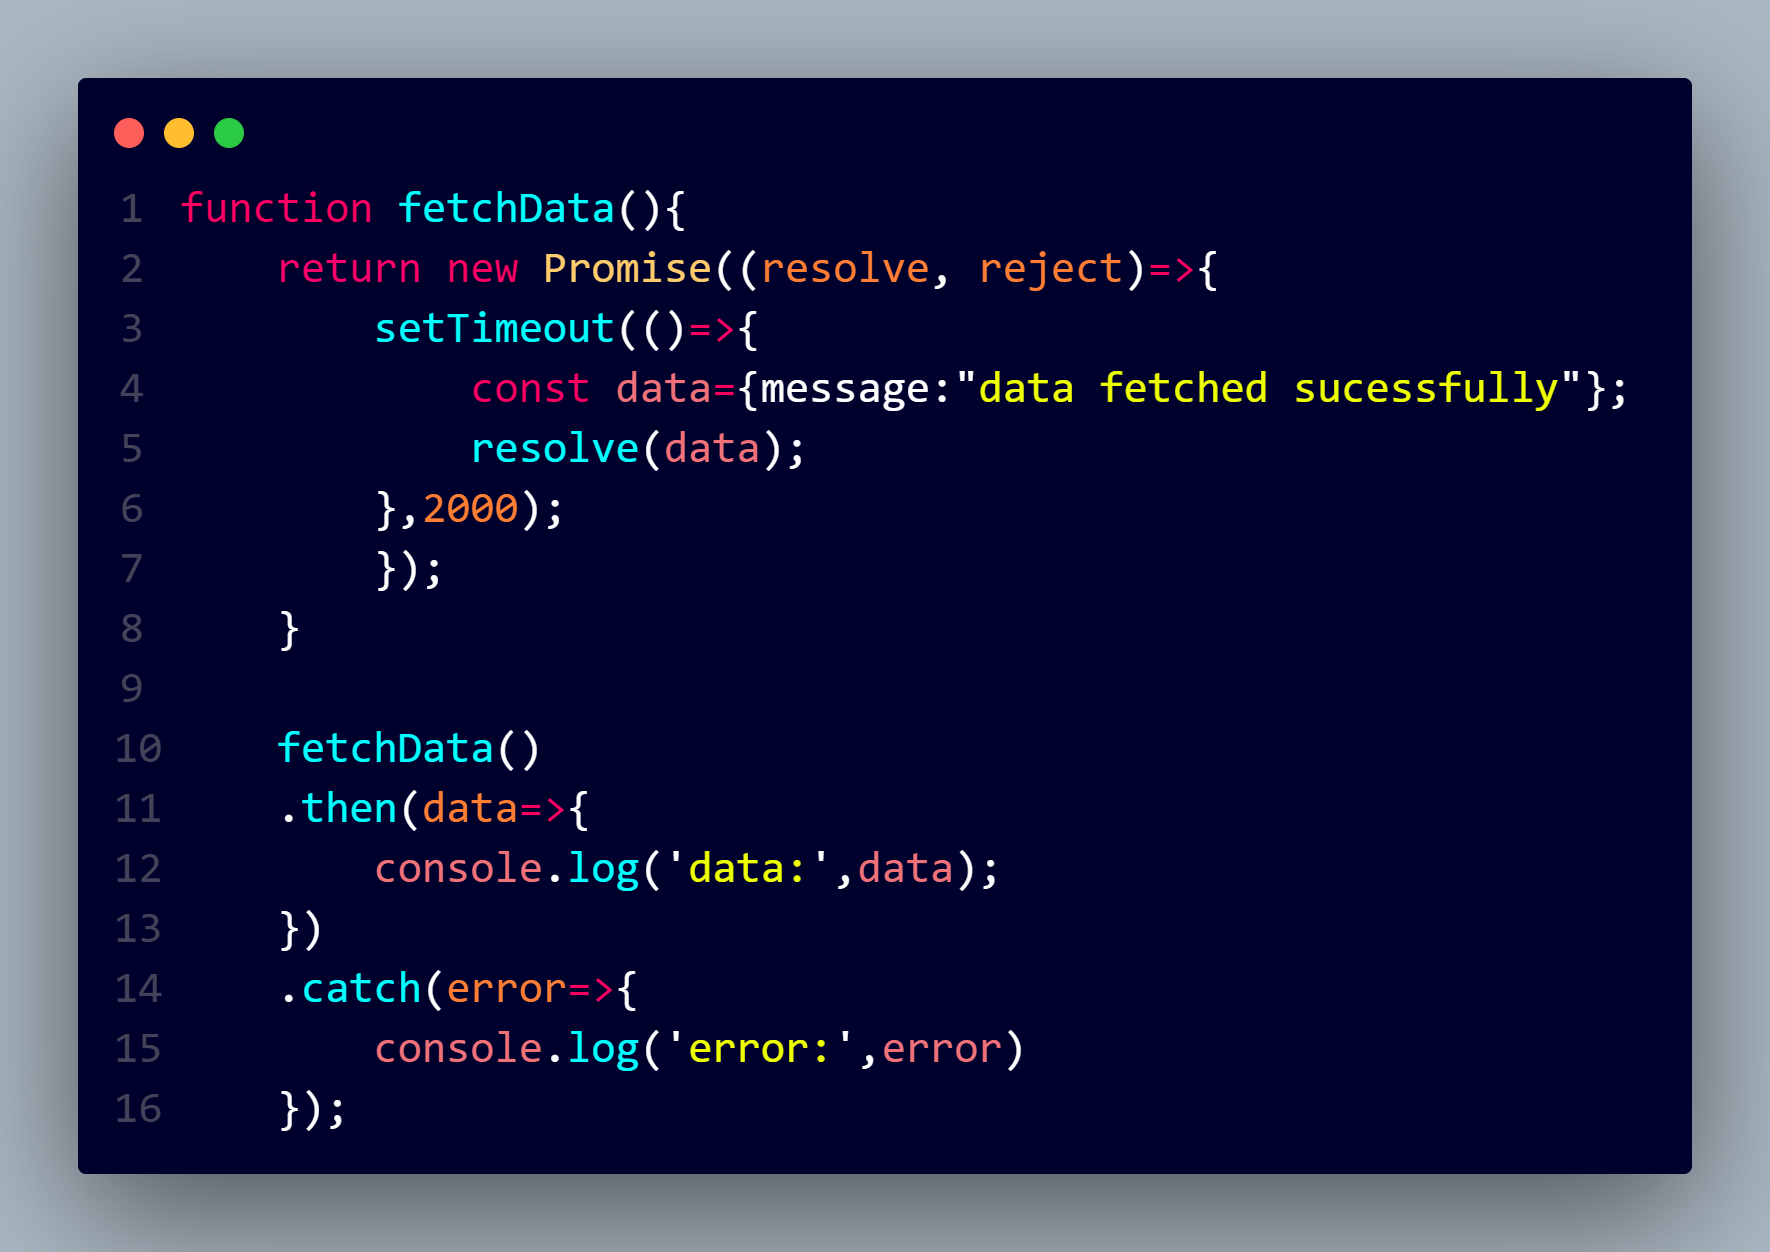 1 function fetchData(){
2     return new Promise((resolve, reject)=>{
3         setTimeout(()=>{
4             const data={message:"data fetched sucessfully"};
5             resolve(data);
6         },2000);
7         });
8     }
9
10     fetchData()
11     .then(data=>{
12         console.log('data:',data);
13     })
14     .catch(error=>{
15         console.log('error:',error)
16     });